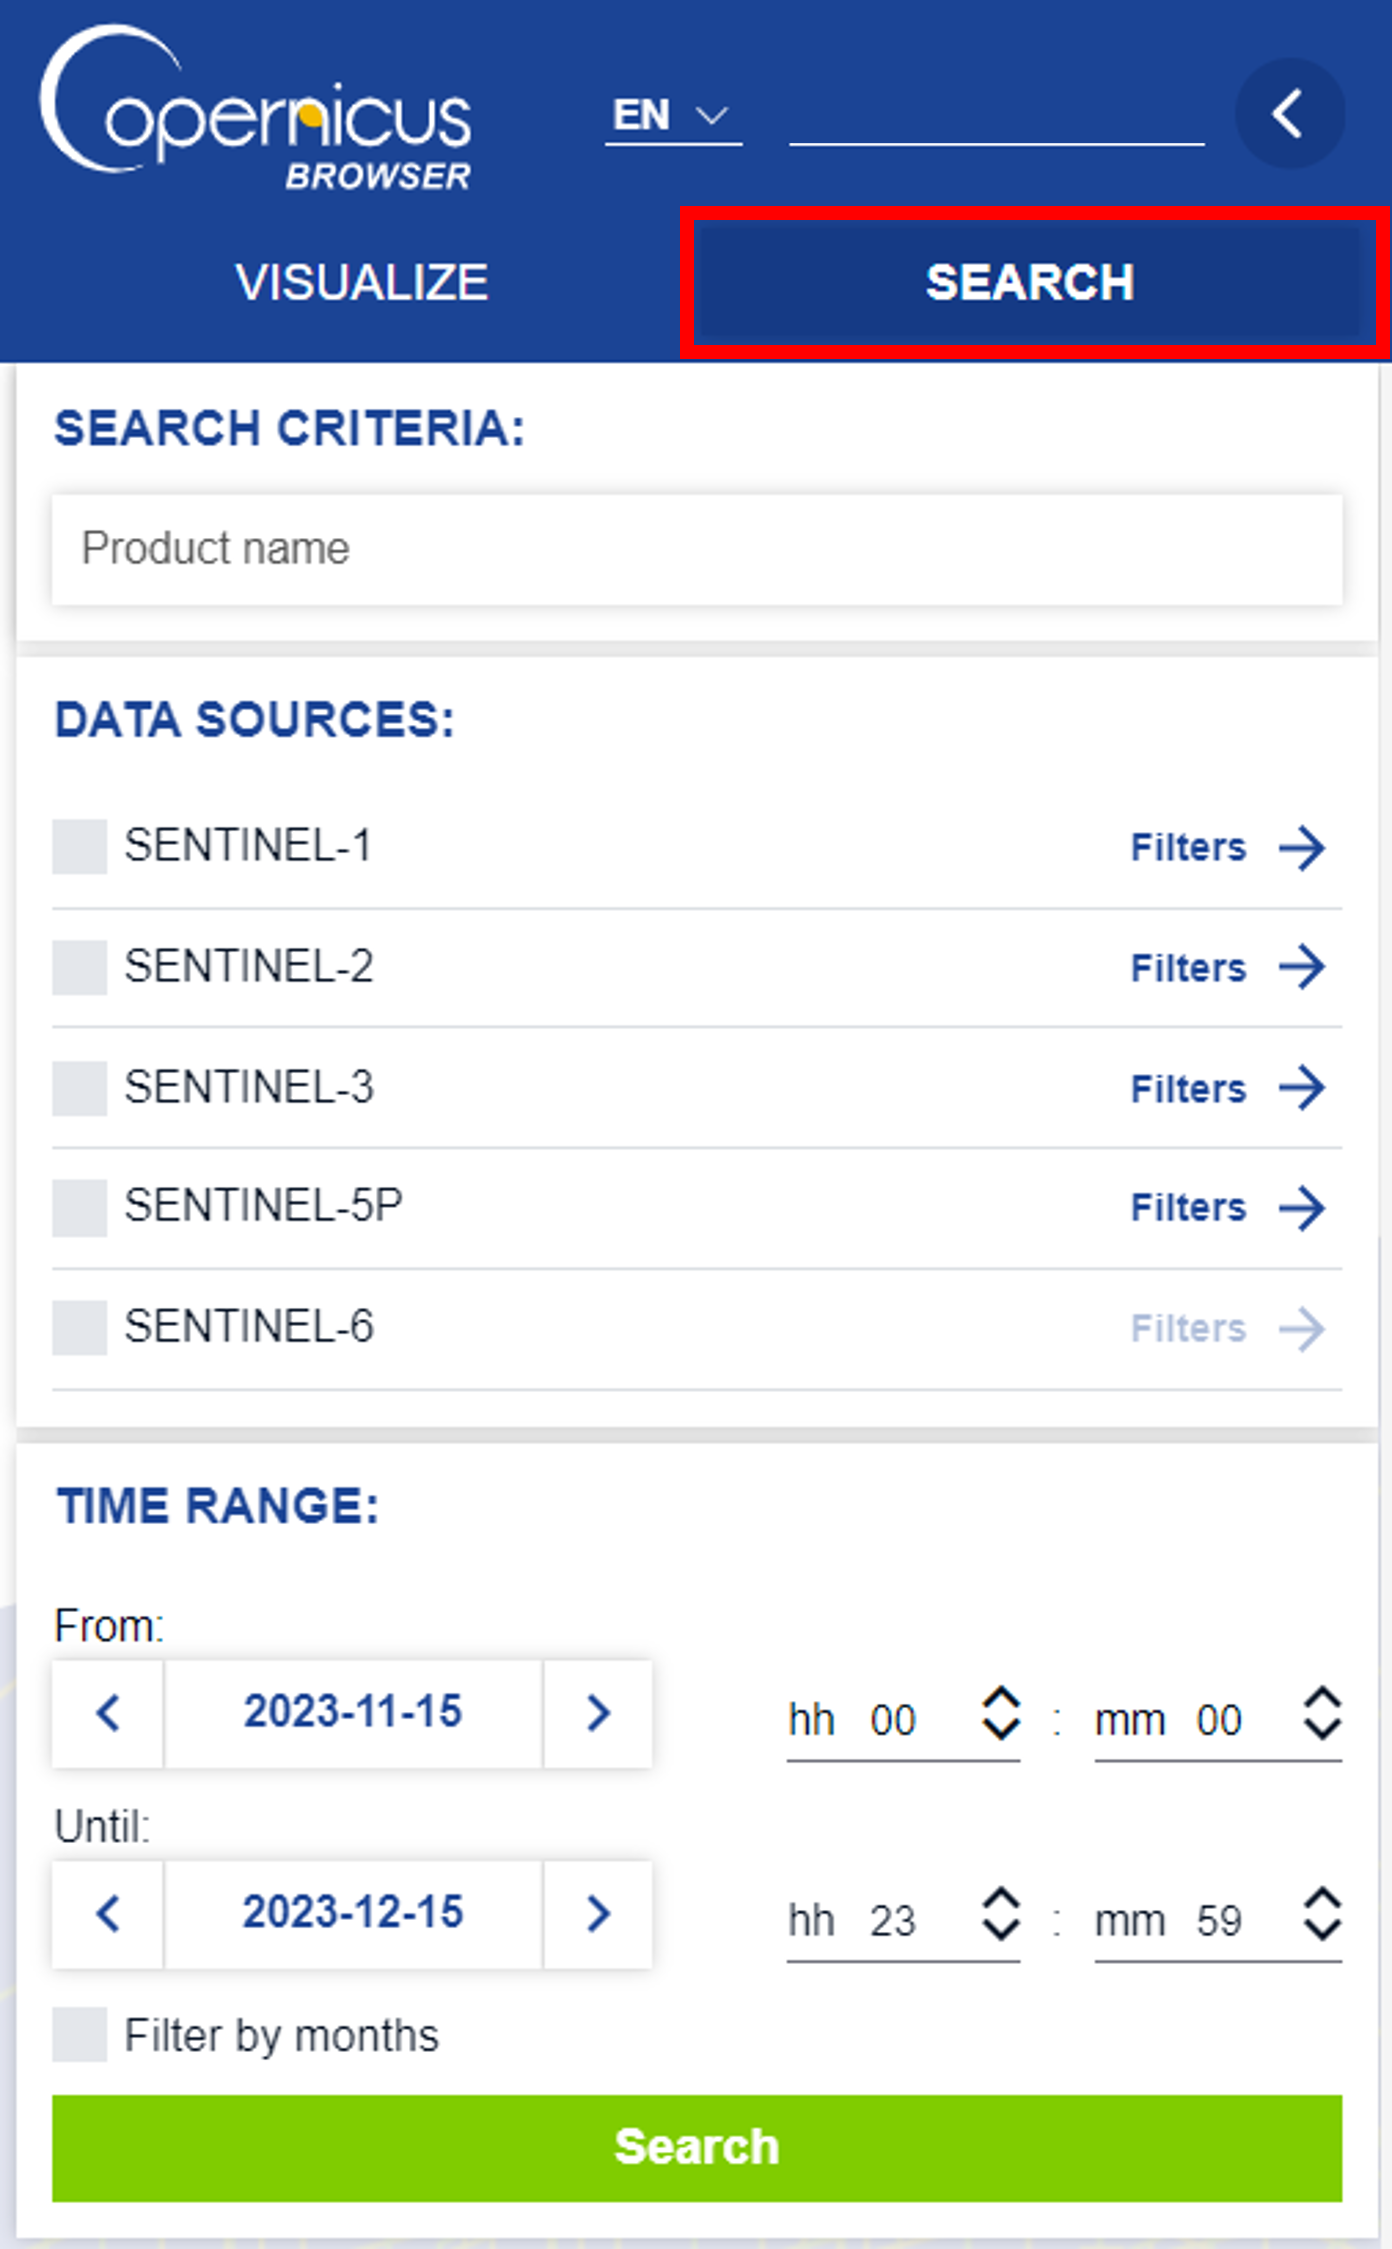 Copernicus
BROWSER
EN
VISUALIZE
SEARCH
SEARCH CRITERIA:
Product name
DATA SOURCES:
SENTINEL-1 Filters
SENTINEL-2 Filters
SENTINEL-3 Filters
SENTINEL-5P Filters
SENTINEL-6 Filters
TIME RANGE:
From:
2023-11-15 hh 00 : mm 00
Until:
2023-12-15 hh 23 : mm 59
Filter by months
Search